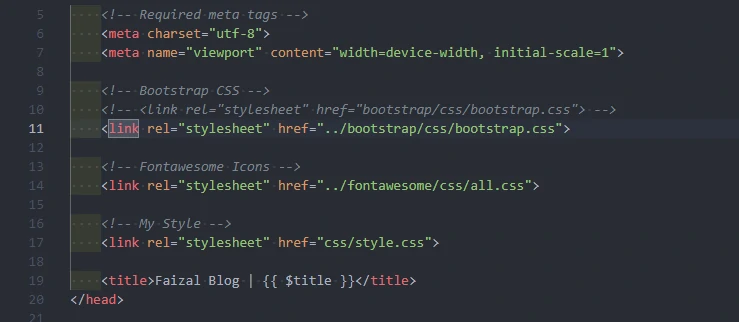 5 <!-- Required meta tags -->
6 <meta charset="utf-8">
7 <meta name="viewport" content="width=device-width, initial-scale=1">
8
9 <!-- Bootstrap CSS -->
10 <!-- <link rel="stylesheet" href="bootstrap/css/bootstrap.css"> -->
11 <link rel="stylesheet" href="../bootstrap/css/bootstrap.css">
12
13 <!-- Fontawesome Icons -->
14 <link rel="stylesheet" href="../fontawesome/css/all.css">
15
16 <!-- My Style -->
17 <link rel="stylesheet" href="css/style.css">
18
19 <title>Faizal Blog | {{ $title }}</title>
20 </head>
21